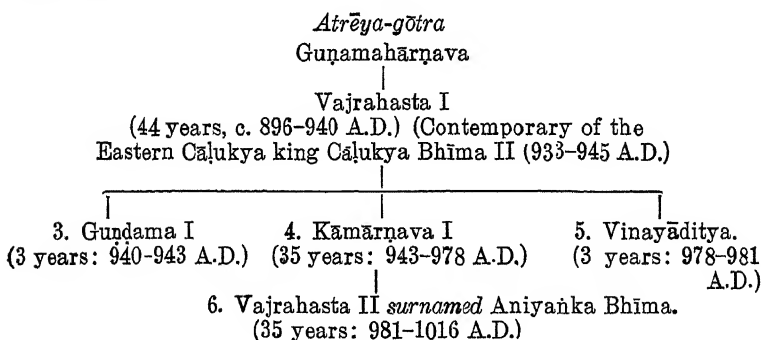 Atrēya-gōtra
Guṇamahārṇava
Vajrahasta I
(44 years, c. 896–940 A.D.) (Contemporary of the
Eastern Cāḷukya king Cáḷukya Bhīma II (933–945 A.D.)
3. Guṇḍama I 4. Kāmārṇava I 5. Vinayāditya.
(3 years: 940–943 A.D.) (35 years: 943–978 A.D.) (3 years: 978–981
A.D.)
6. Vajrahasta II surnamed Aniyaṅka Bhīma.
(35 years: 981–1016 A.D.)